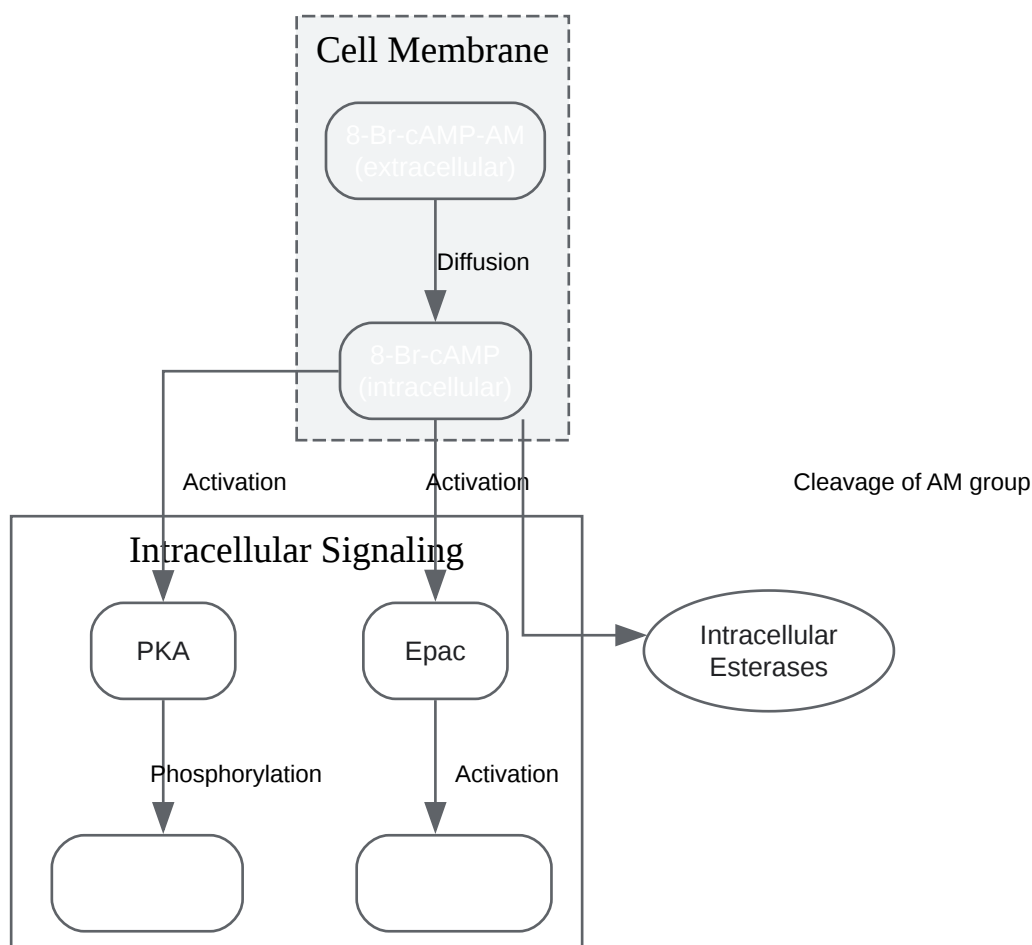 Cell Membrane
8-Br-cAMP-AM
(extracellular)
Diffusion
8-Br-cAMP
(intracellular)
Activation
Activation
Cleavage of AM group
Intracellular Signaling
PKA
Epac
Intracellular
Esterases
Phosphorylation
Activation